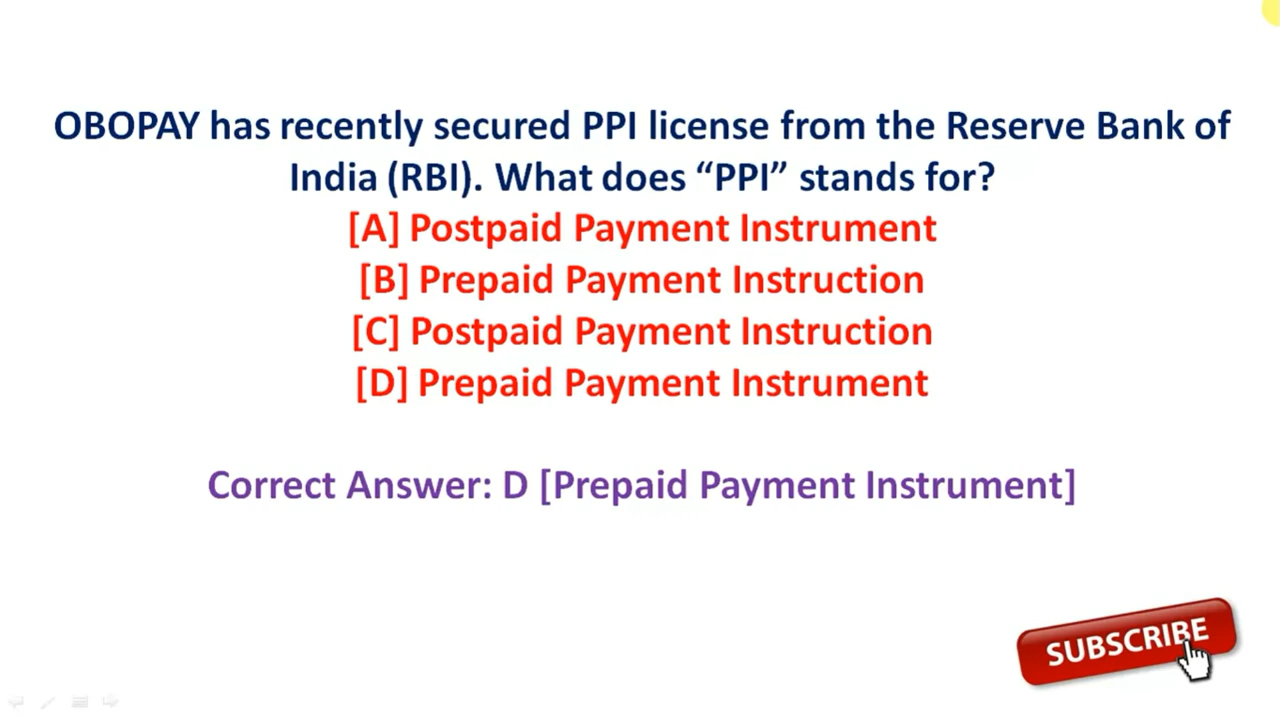 OBOPAY has recently secured PPI license from the Reserve Bank of
India (RBI). What does “PPI” stands for?
[A] Postpaid Payment Instrument
[B] Prepaid Payment Instruction
[C] Postpaid Payment Instruction
[D] Prepaid Payment Instrument
Correct Answer: D [Prepaid Payment Instrument]
SUBSCRIBE